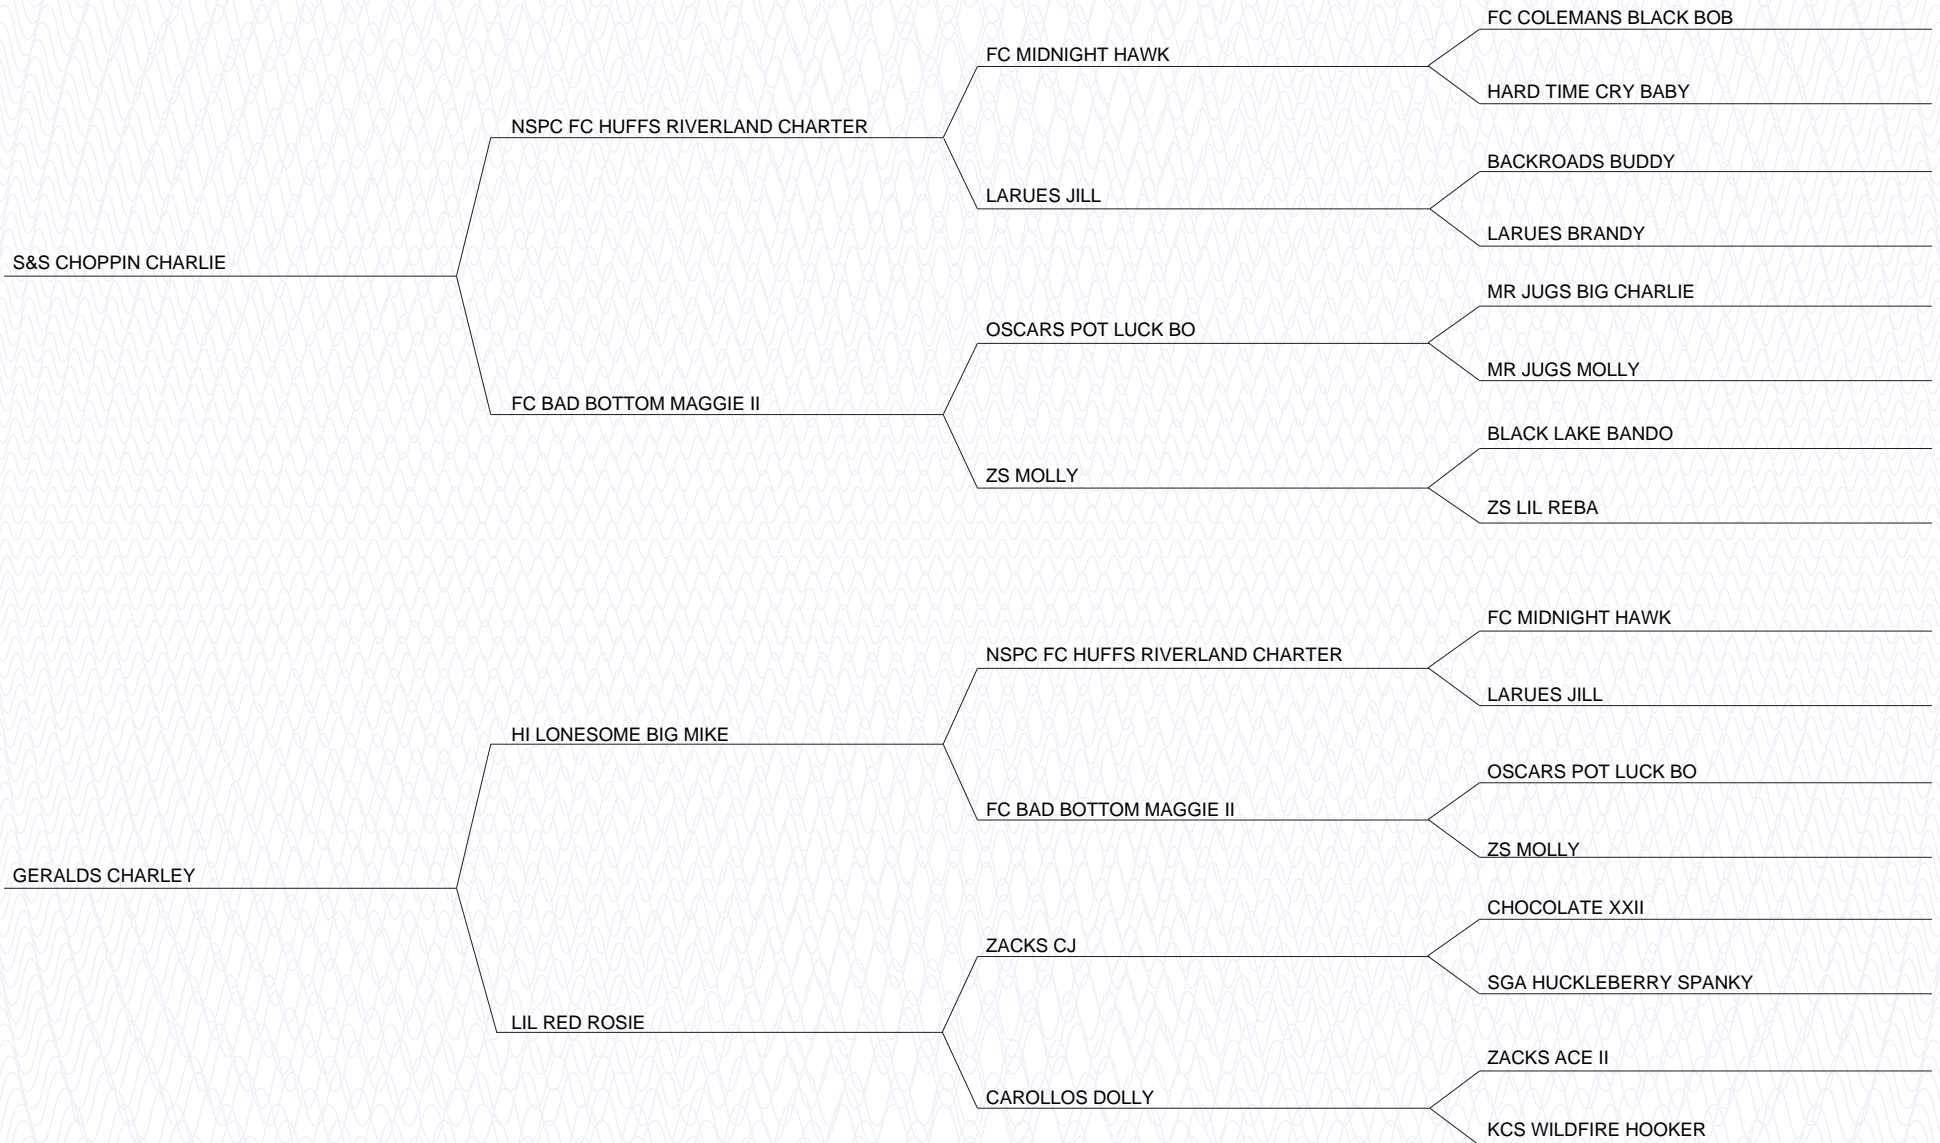 FC COLEMANS BLACK BOB
FC MIDNIGHT HAWK
HARD TIME CRY BABY
NSPC FC HUFFS RIVERLAND CHARTER
BACKROADS BUDDY
LARUES JILL
LARUES BRANDY
S&S CHOPPIN CHARLIE
MR JUGS BIG CHARLIE
OSCARS POT LUCK BO
MR JUGS MOLLY
FC BAD BOTTOM MAGGIE II
BLACK LAKE BANDO
ZS MOLLY
ZS LIL REBA
FC MIDNIGHT HAWK
NSPC FC HUFFS RIVERLAND CHARTER
LARUES JILL
HI LONESOME BIG MIKE
OSCARS POT LUCK BO
FC BAD BOTTOM MAGGIE II
ZS MOLLY
GERALDS CHARLEY
CHOCOLATE XXII
ZACKS CJ
SGA HUCKLEBERRY SPANKY
LIL RED ROSIE
ZACKS ACE II
CAROLLOS DOLLY
KCS WILDFIRE HOOKER